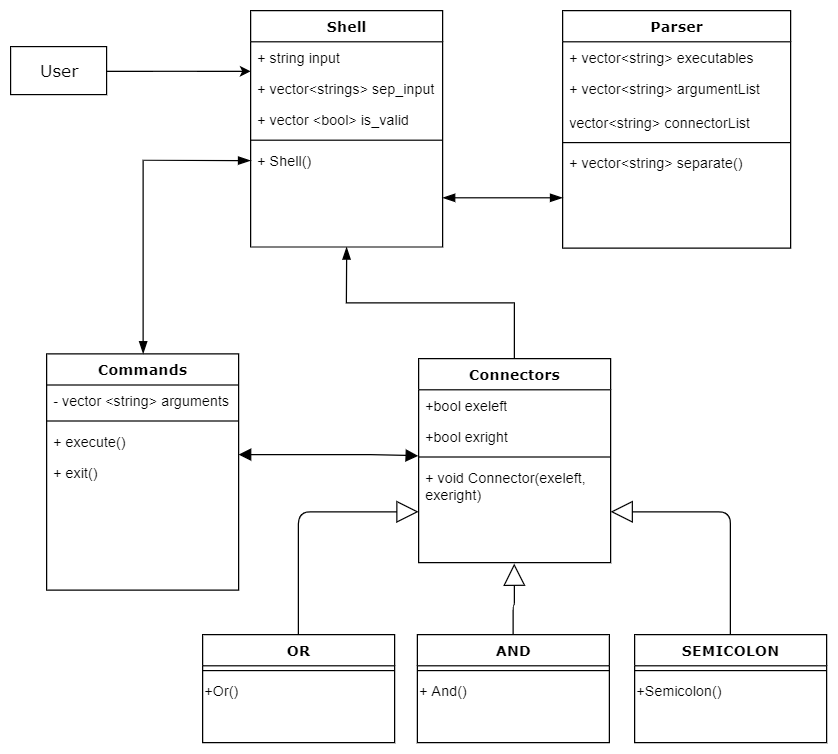 User
Shell
+ string input
+ vector<strings> sep_input
+ vector <bool> is_valid
+ Shell()
Parser
+ vector<string> executables
+ vector<string> argumentList
vector<string> connectorList
+ vector<string> separate()
Commands
- vector <string> arguments
+ execute()
+ exit()
Connectors
+bool exeleft
+bool exright
+ void Connector(exeleft,
exeright)
OR
+Or()
AND
+ And()
SEMICOLON
+Semicolon()